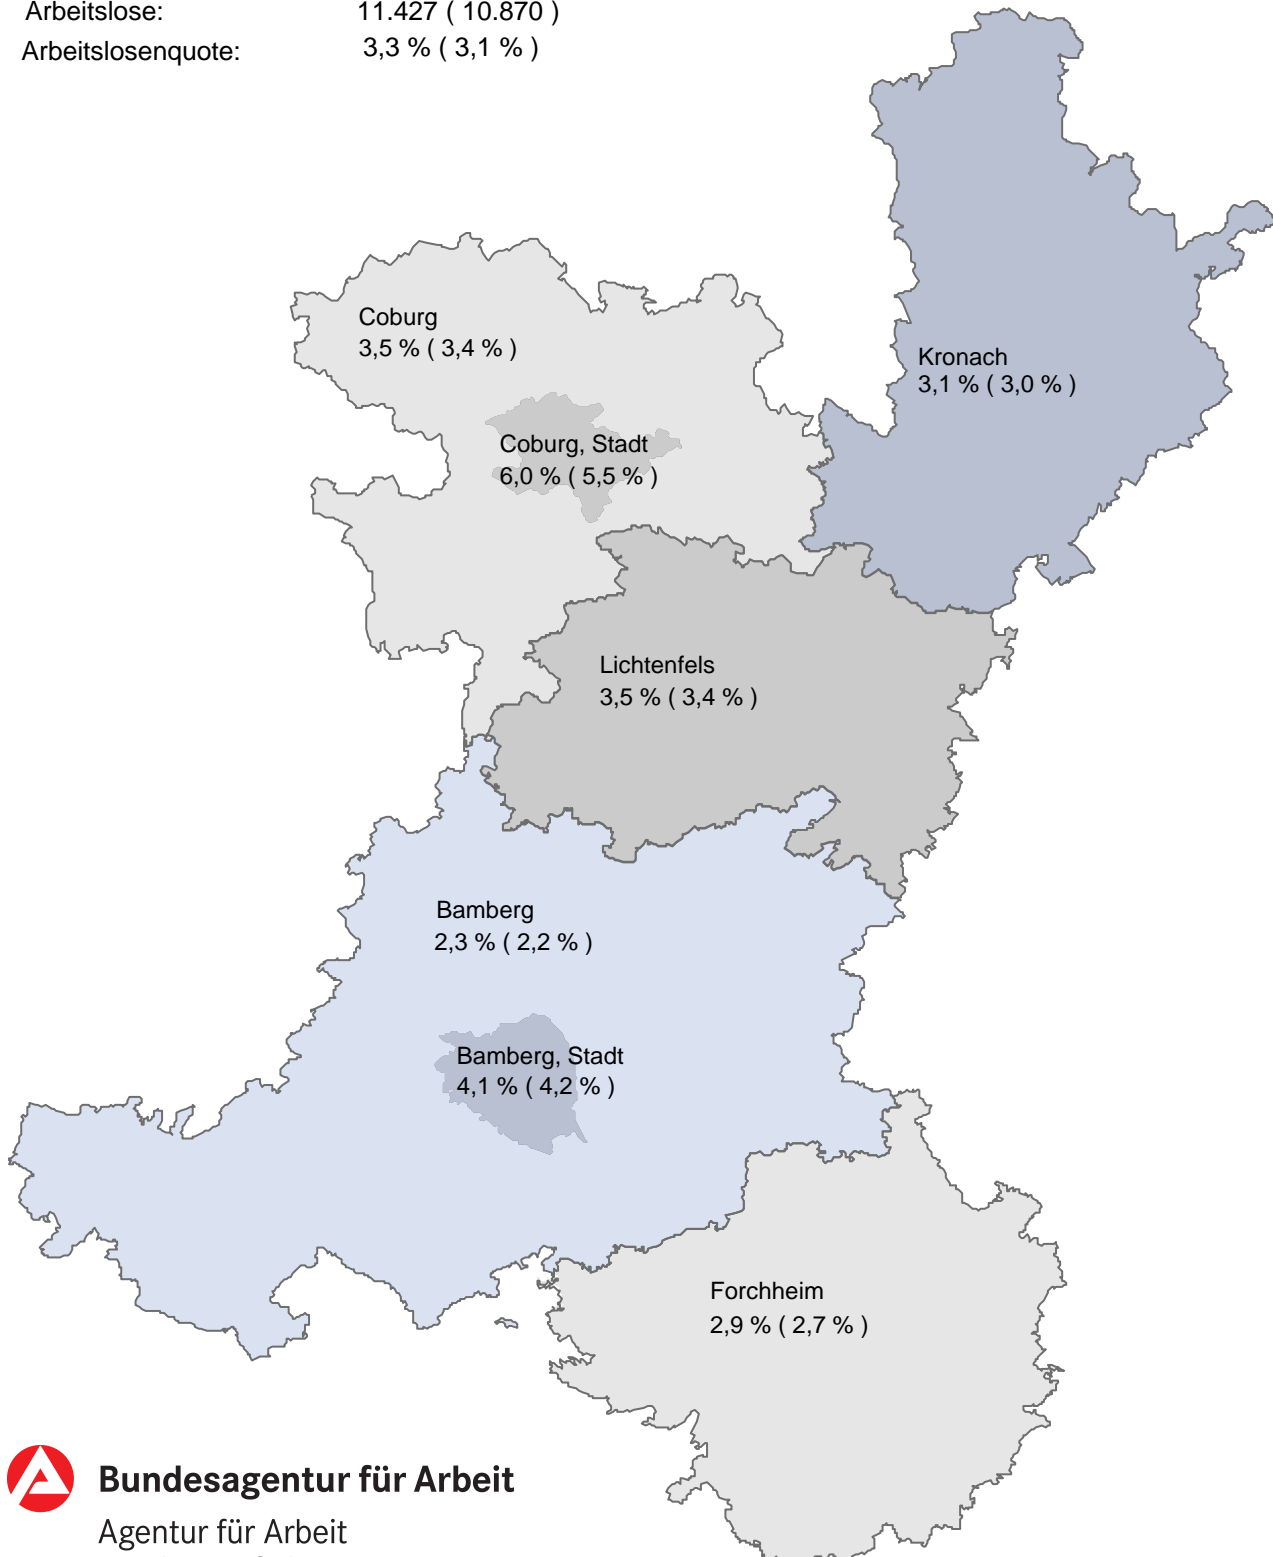 Arbeitslose: 11.427 ( 10.870 )
Arbeitslosenquote: 3,3 % ( 3,1 % )
Coburg
3,5 % ( 3,4 % )
Kronach
3,1 % ( 3,0 % )
Coburg, Stadt
6,0 % ( 5,5 % )
Lichtenfels
3,5 % ( 3,4 % )
Bamberg
2,3 % ( 2,2 % )
Bamberg, Stadt
4,1 % ( 4,2 % )
Forchheim
2,9 % ( 2,7 % )
Bundesagentur für Arbeit
Agentur für Arbeit